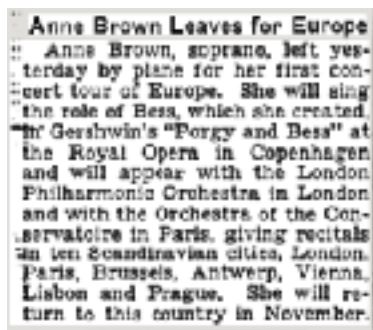 Anne Brown Leaves for Europe
Anne Brown, soprano, left yes-
terday by plane for her first con-
cert tour of Europe. She will sing
the role of Bess, which she created,
in Gershwin's "Porgy and Bess" at
the Royal Opera in Copenhagen
and will appear with the London
Philharmonic Orchestra in London
and with the Orchestra of the Con-
servatoire in Paris, giving recitals
in ten Scandinavian cities, London,
Paris, Brussels, Antwerp, Vienna,
Lisbon and Prague. She will re-
turn to this country in November.